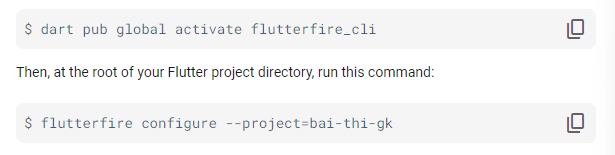 $ dart pub global activate flutterfire_cli
Then, at the root of your Flutter project directory, run this command:
$ flutterfire configure --project=bai-thi-gk